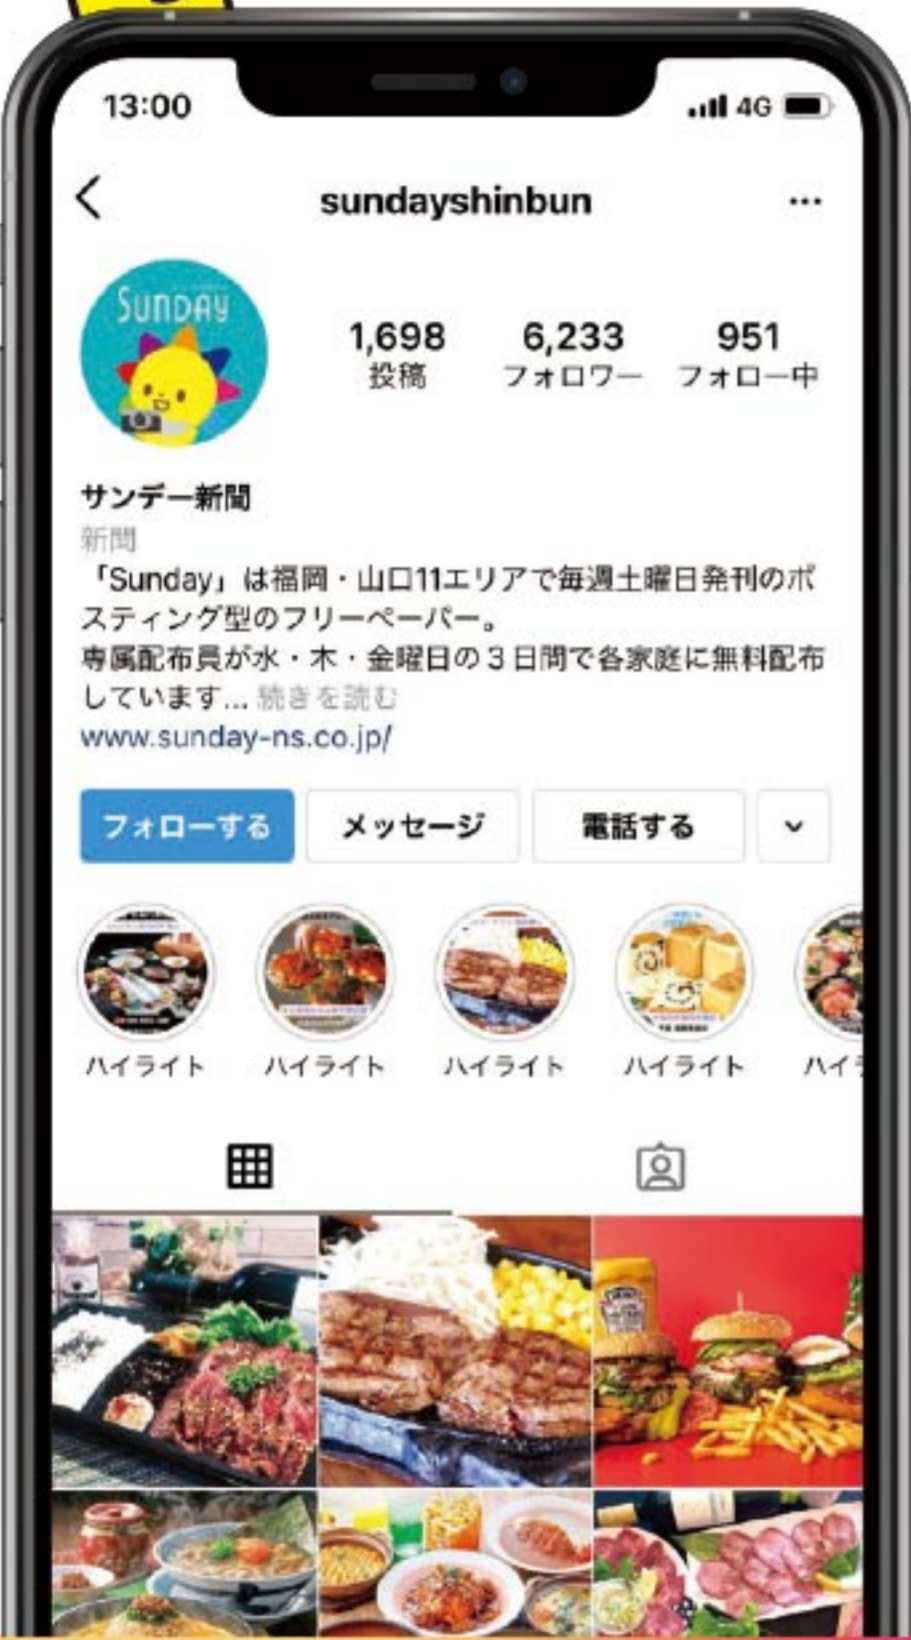 13:00
4G
sundayshinbun
SUNDAY
1,698
6,233
951
投稿
フォロワー
フォロー中
サンデー新聞
新聞
「Sunday」は福岡・山口11エリアで毎週土曜日発刊のポ
スティング型のフリーペーパー。
専属配布員が水・木・金曜日の3日間で各家庭に無料配布
しています... 続きを読む
www.sunday-ns.co.jp/
フォローする
メッセージ
電話する
ハイライト
ハイライト
ハイライト
ハイライト
ハイラ